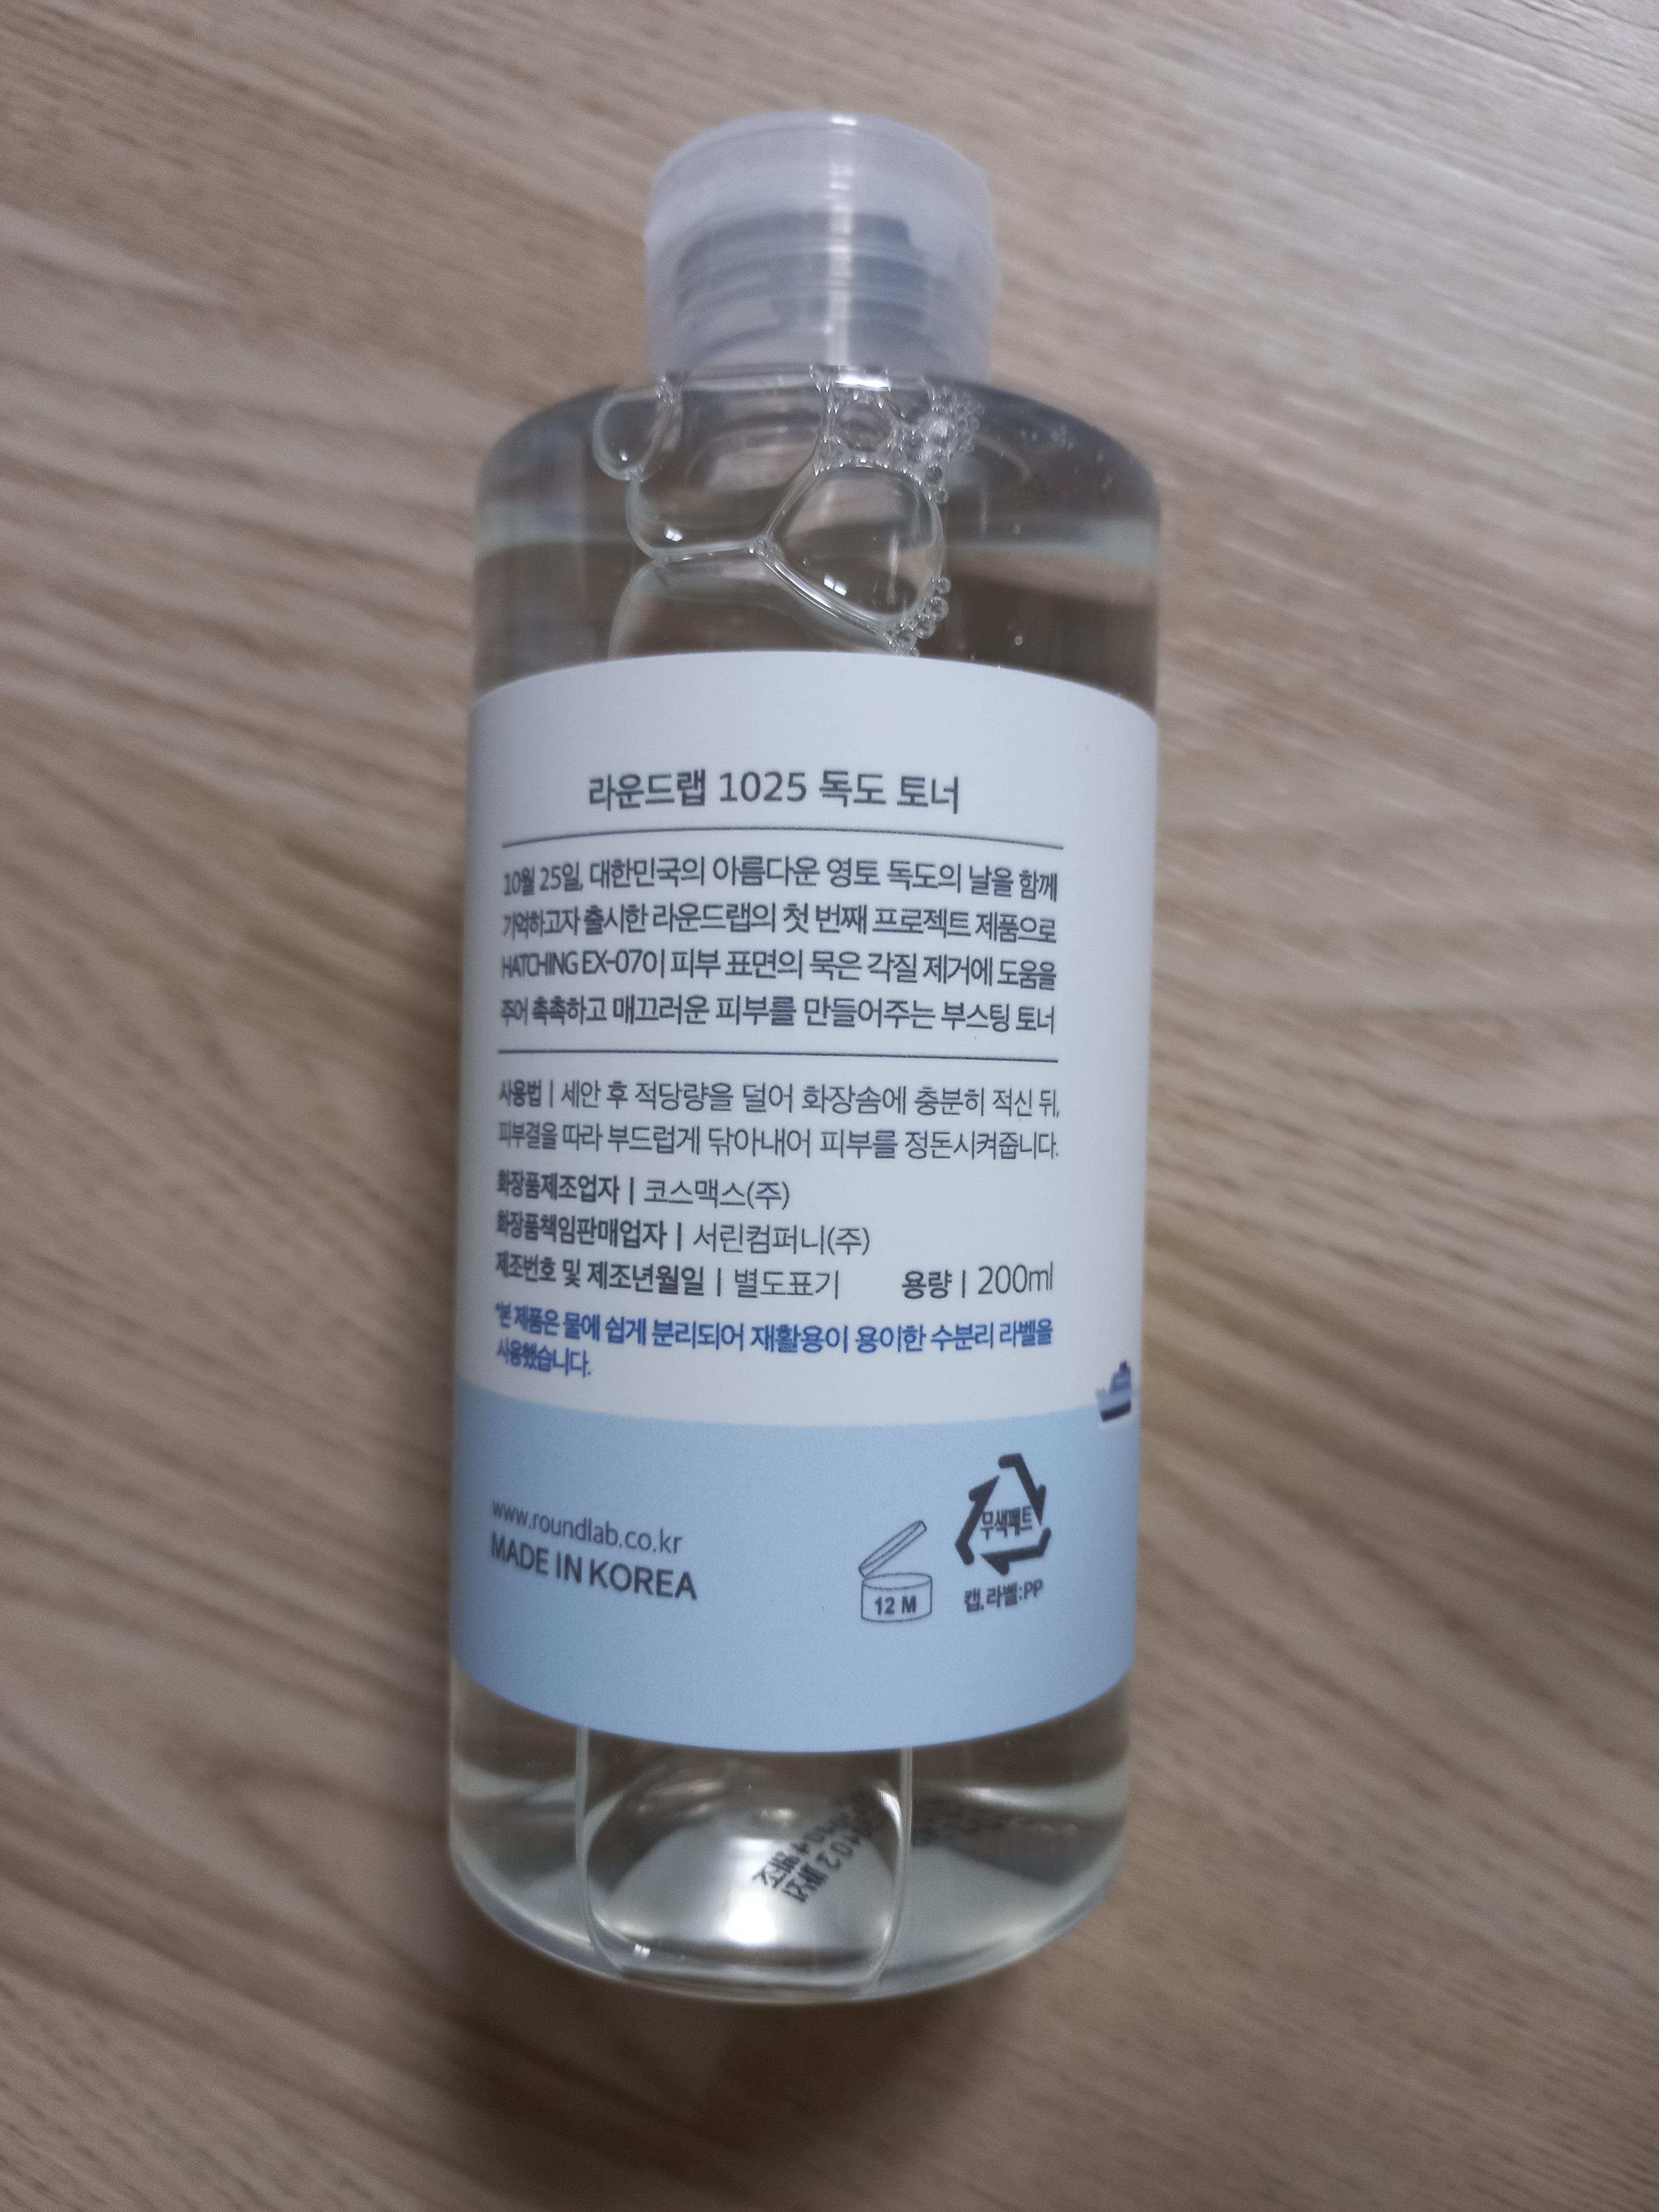 라운드랩 1025 독도 토너
10월 25일, 대한민국의 아름다운 영토 독도의 날을 함께
기억하고자 출시한 라운드랩의 첫 번째 프로젝트 제품으로
HATCHING EX-07이 피부 표면의 묵은 각질 제거에 도움을
주어 촉촉하고 매끄러운 피부를 만들어주는 부스팅 토너
사용법 | 세안 후 적당량을 덜어 화장솜에 충분히 적신 뒤,
피부결을 따라 부드럽게 닦아내어 피부를 정돈시켜줍니다.
화장품제조업자 | 코스맥스(주)
화장품책임판매업자 | 서린컴퍼니(주)
제조번호 및 제조년월일 | 별도표기 용량 | 200ml
*본 제품은 물에 쉽게 분리되어 재활용이 용이한 수분리 라벨을
사용했습니다.
www.roundlab.co.kr
MADE IN KOREA
12 M
무색페트
캡,라벨:PP